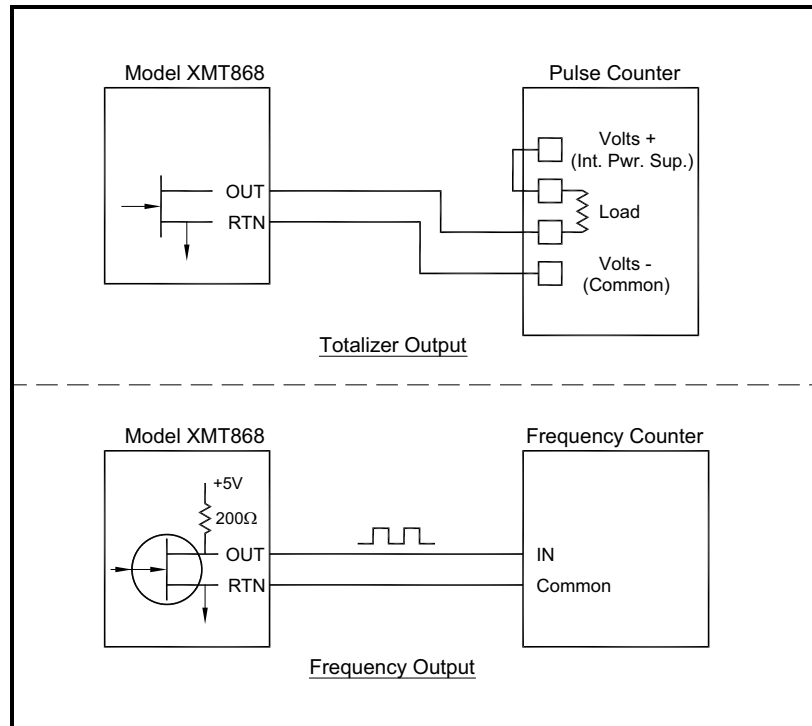 Model XMT868
Pulse Counter
Volts +
(Int. Pwr. Sup.)
OUT
Load
RTN
Volts -
(Common)
Totalizer Output
Model XMT868
Frequency Counter
+5V
200Ω
OUT
IN
RTN
Common
Frequency Output